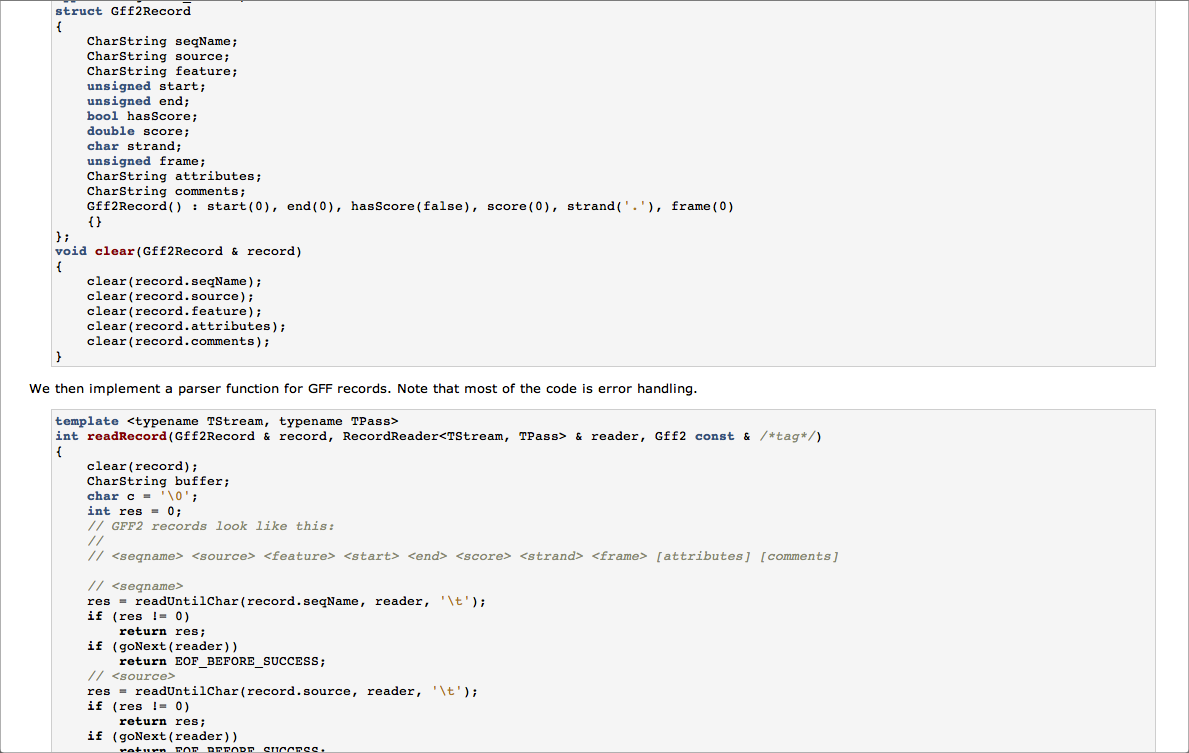 struct Gff2Record
{
    CharString seqName;
    CharString source;
    CharString feature;
    unsigned start;
    unsigned end;
    bool hasScore;
    double score;
    char strand;
    unsigned frame;
    CharString attributes;
    CharString comments;
    Gff2Record() : start(0), end(0), hasScore(false), score(0), strand('.'), frame(0)
    {}
};
void clear(Gff2Record & record)
{
    clear(record.seqName);
    clear(record.source);
    clear(record.feature);
    clear(record.attributes);
    clear(record.comments);
}
We then implement a parser function for GFF records. Note that most of the code is error handling.
template <typename TStream, typename TPass>
int readRecord(Gff2Record & record, RecordReader<TStream, TPass> & reader, Gff2 const & /*tag*/)
{
    clear(record);
    CharString buffer;
    char c = '\0';
    int res = 0;
    // GFF2 records look like this:
    //
    // <seqname> <source> <feature> <start> <end> <score> <strand> <frame> [attributes] [comments]
    // <seqname>
    res = readUntilChar(record.seqName, reader, '\t');
    if (res != 0)
        return res;
    if (goNext(reader))
        return EOF_BEFORE_SUCCESS;
    // <source>
    res = readUntilChar(record.source, reader, '\t');
    if (res != 0)
        return res;
    if (goNext(reader))
        return EOF_BEFORE_SUCCESS;